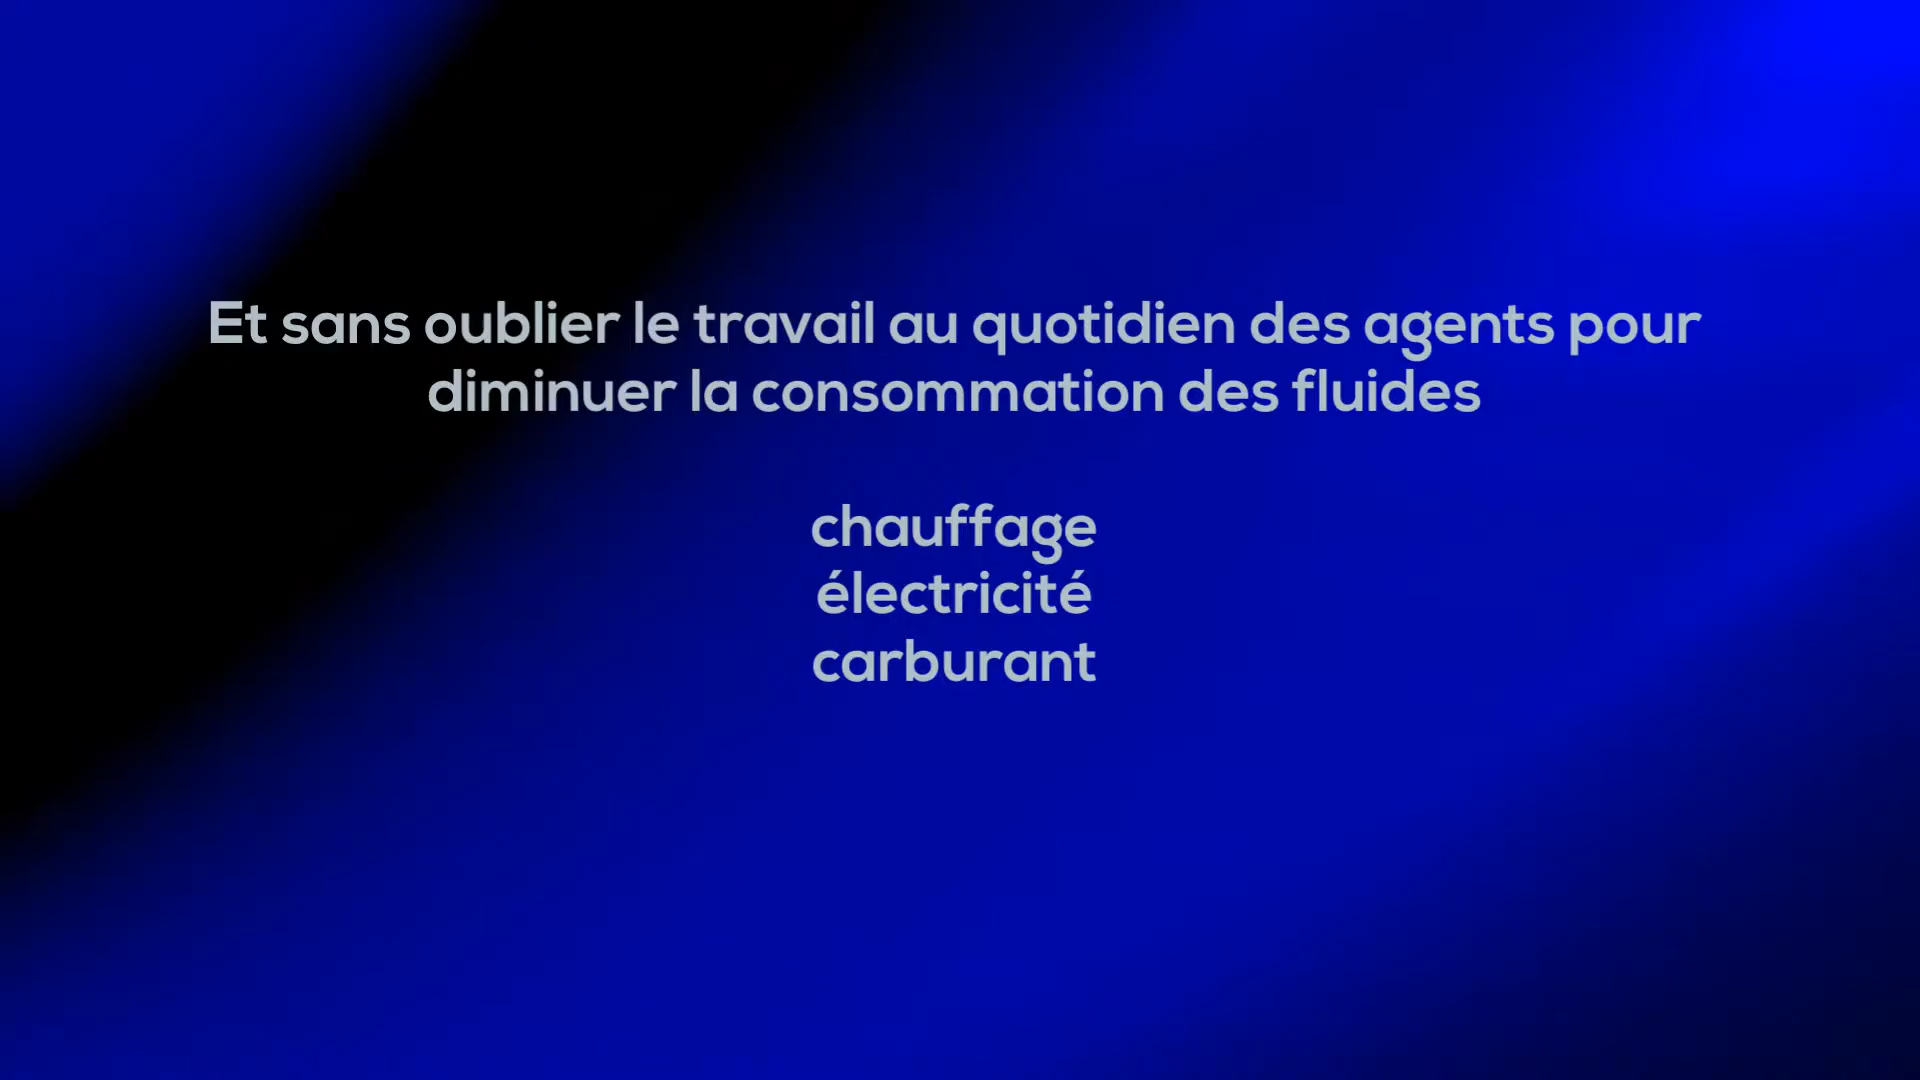 Et sans oublier le travail au quotidien des agents pour
diminuer la consommation des fluides
chauffage
électricité
carburant